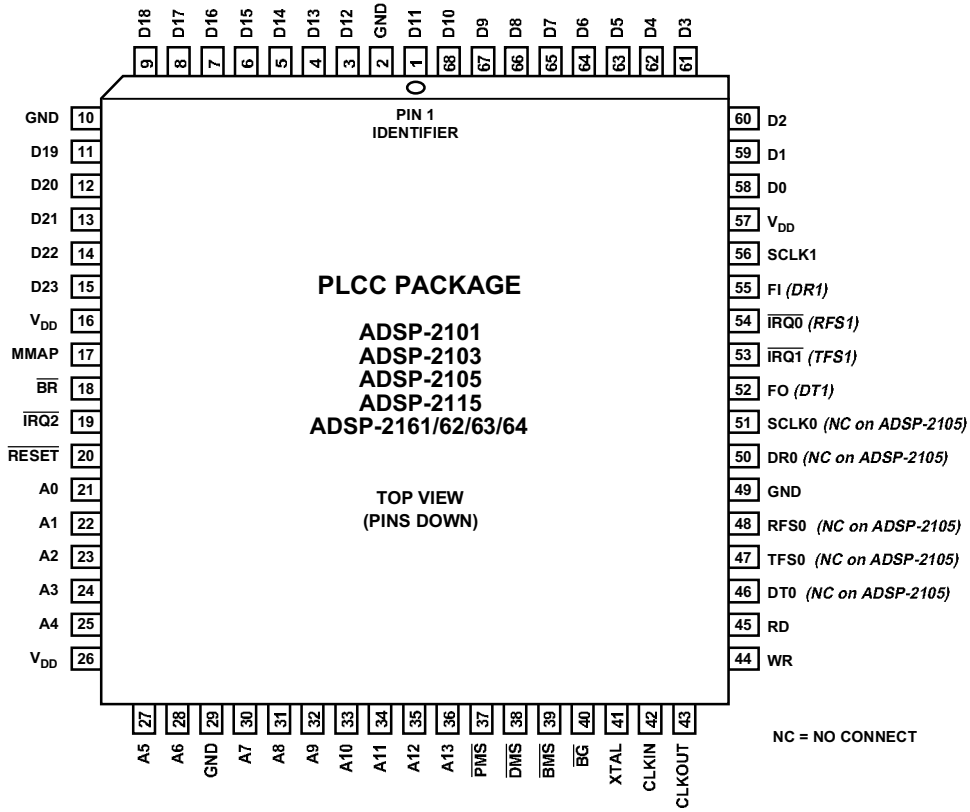 D18 D17 D16 D15 D14 D13 D12 GND D11 D10 D9 D8 D7 D6 D5 D4 D3
9 8 7 6 5 4 3 2 1 68 67 66 65 64 63 62 61
PIN 1
IDENTIFIER
GND 10
D19 11
D20 12
D21 13
D22 14
D23 15
VDD 16
MMAP 17
B̅R̅ 18
I̅R̅Q̅2̅ 19
R̅E̅S̅E̅T̅ 20
A0 21
A1 22
A2 23
A3 24
A4 25
VDD 26
PLCC PACKAGE
ADSP-2101
ADSP-2103
ADSP-2105
ADSP-2115
ADSP-2161/62/63/64
TOP VIEW
(PINS DOWN)
60 D2
59 D1
58 D0
57 VDD
56 SCLK1
55 FI (DR1)
54 I̅R̅Q̅0̅ (RFS1)
53 I̅R̅Q̅1̅ (TFS1)
52 FO (DT1)
51 SCLK0 (NC on ADSP-2105)
50 DR0 (NC on ADSP-2105)
49 GND
48 RFS0 (NC on ADSP-2105)
47 TFS0 (NC on ADSP-2105)
46 DT0 (NC on ADSP-2105)
45 RD
44 WR
27 28 29 30 31 32 33 34 35 36 37 38 39 40 41 42 43
A5 A6 GND A7 A8 A9 A10 A11 A12 A13 P̅M̅S̅ D̅M̅S̅ B̅M̅S̅ B̅G̅ XTAL CLKIN CLKOUT
NC = NO CONNECT